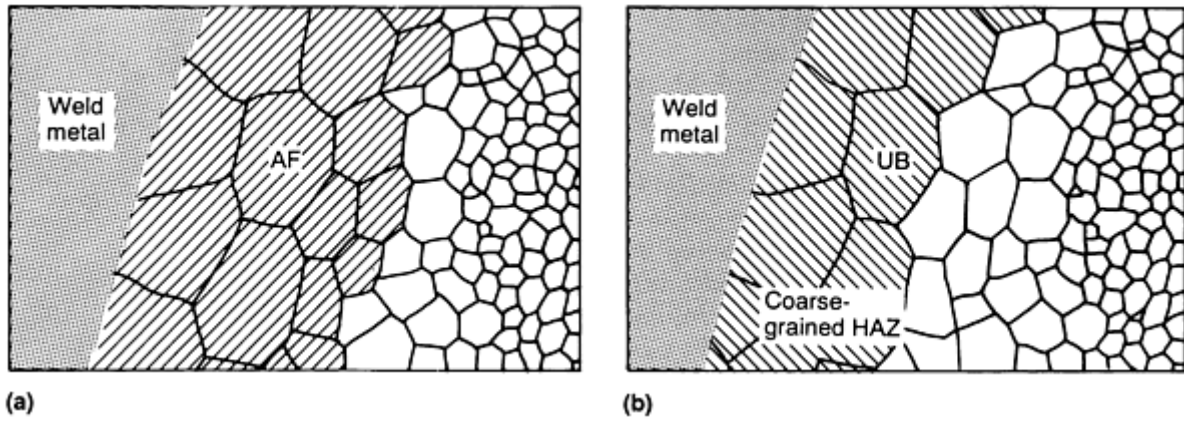 Weld
metal
AF
(a)
Weld
metal
UB
Coarse-
grained HAZ
(b)